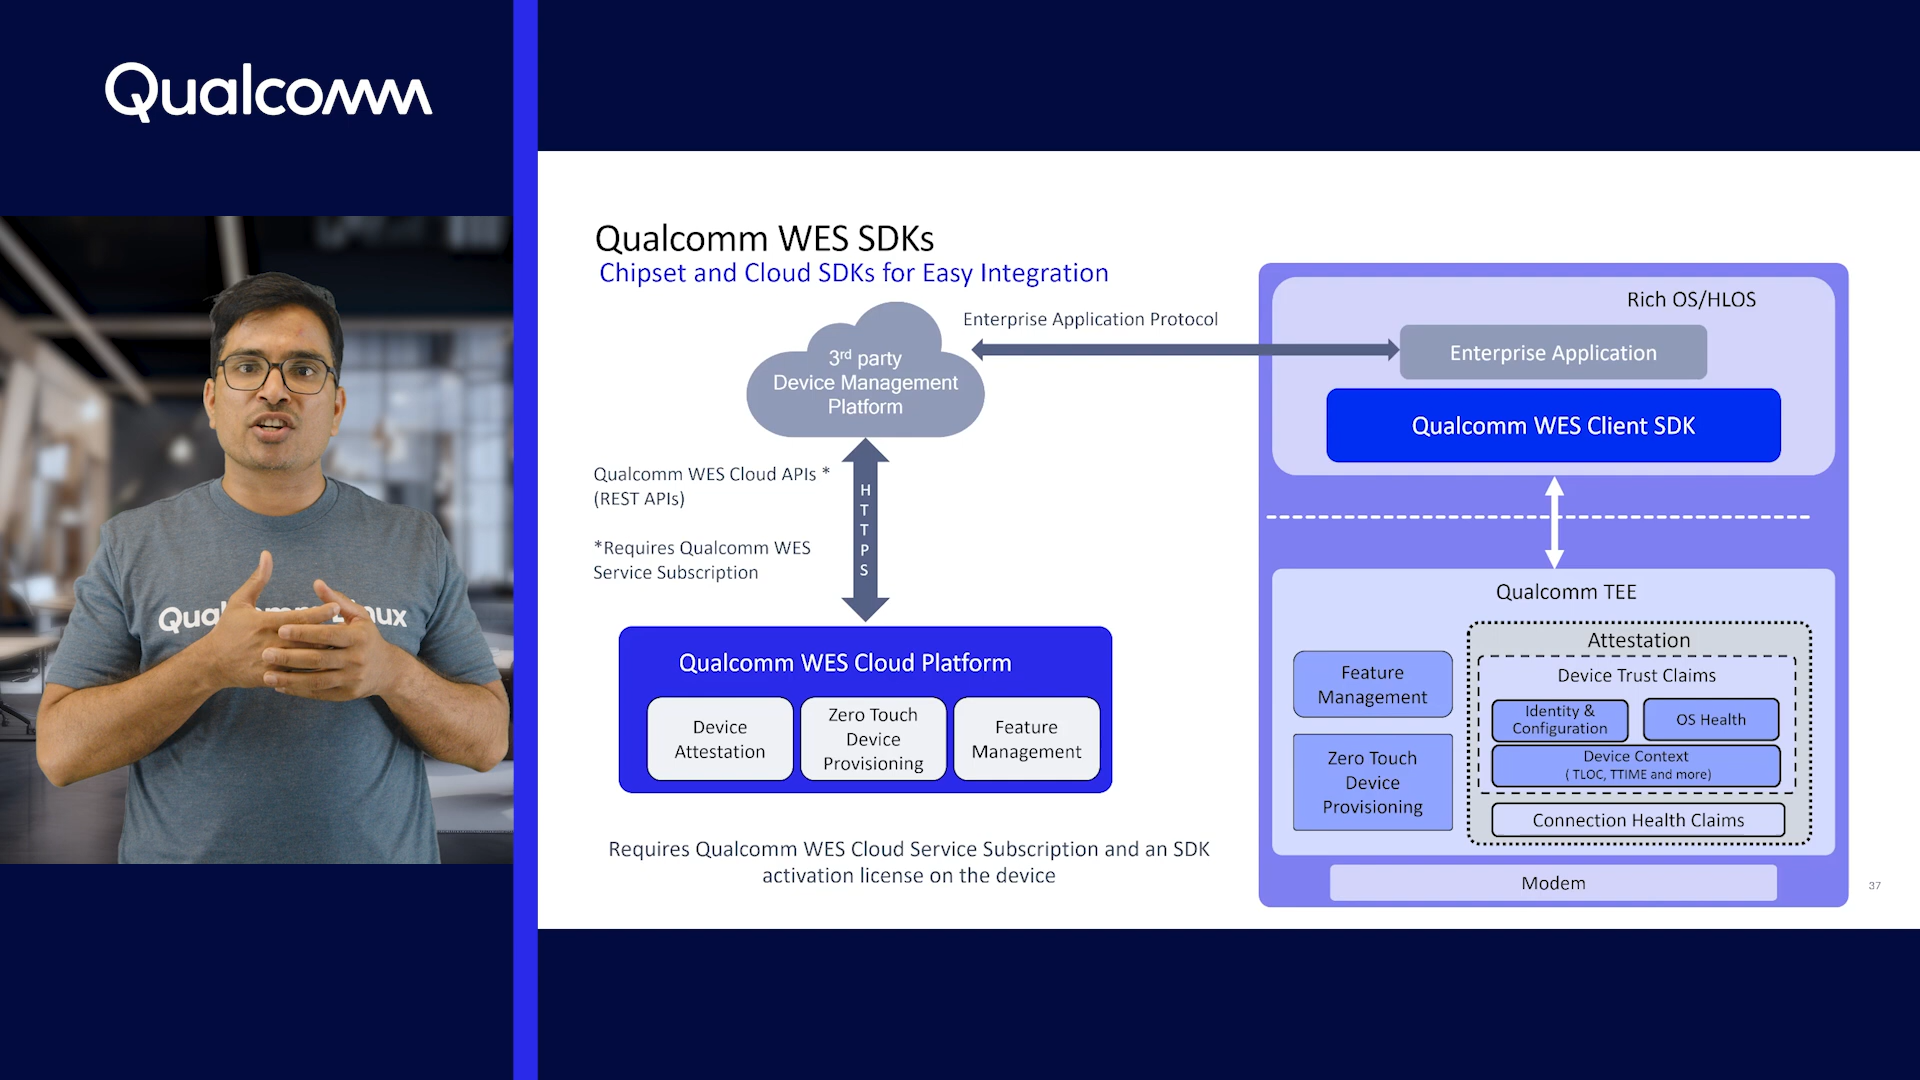 Qualcomm
Qualcomm Linux
Qualcomm WES SDKs
Chipset and Cloud SDKs for Easy Integration
3rd party
Device Management
Platform
Enterprise Application Protocol
Qualcomm WES Cloud APIs *
(REST APIs)
*Requires Qualcomm WES
Service Subscription
HTTPS
Qualcomm WES Cloud Platform
Device
Attestation
Zero Touch
Device
Provisioning
Feature
Management
Requires Qualcomm WES Cloud Service Subscription and an SDK
activation license on the device
Rich OS/HLOS
Enterprise Application
Qualcomm WES Client SDK
Qualcomm TEE
Feature
Management
Zero Touch
Device
Provisioning
Attestation
Device Trust Claims
Identity &
Configuration
OS Health
Device Context
( TLOC, TTIME and more)
Connection Health Claims
Modem
37